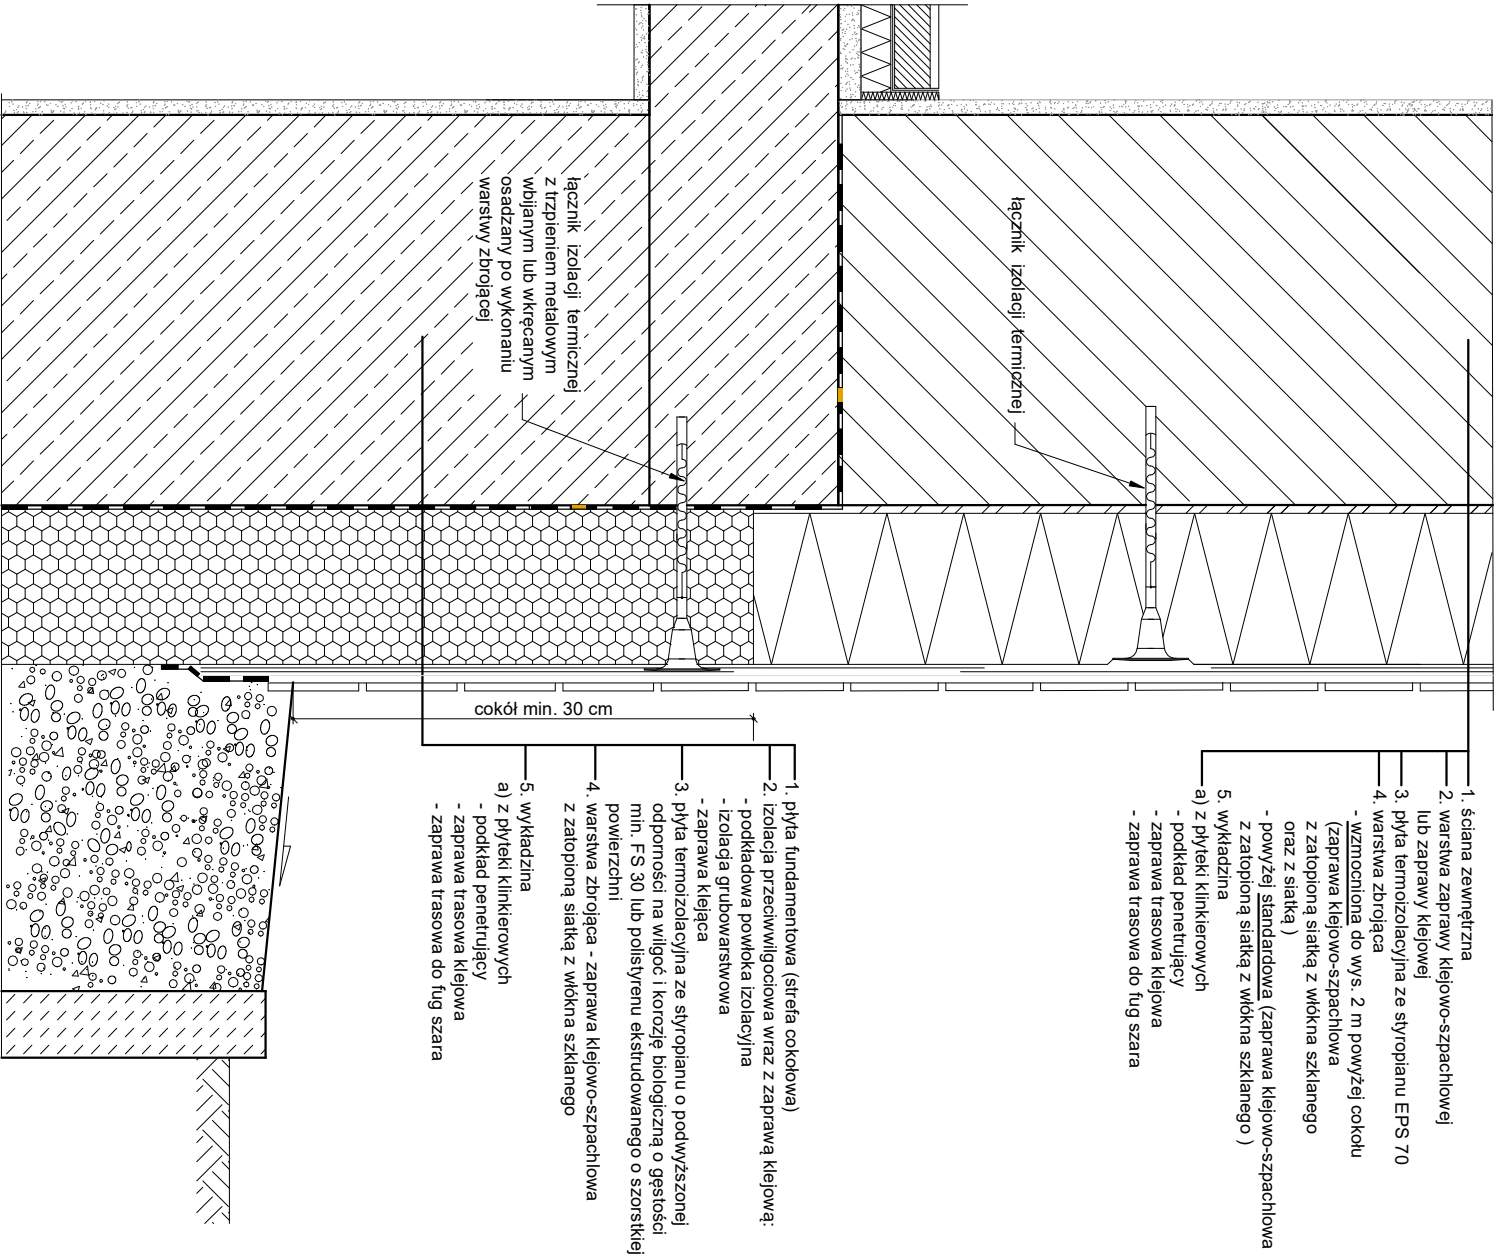 1. ściana zewnętrzna
2. warstwa zaprawy klejowo-szpachlowej
lub zaprawy klejowej
3. płyta termoizolacyjna ze styropianu EPS 70
4. warstwa zbrojąca
- wzmocniona do wys. 2 m powyżej cokołu
(zaprawa klejowo-szpachlowa
z zatopioną siatką z włókna szklanego
oraz z siatką )
- powyżej standardowa (zaprawa klejowo-szpachlowa
z zatopioną siatką z włókna szklanego )
5. wykładzina
a) z płyteki klinkierowych
- podkład penetrujący
- zaprawa trasowa klejowa
- zaprawa trasowa do fug szara
łącznik izolacji termicznej
łącznik izolacji termicznej
z trzpieniem metalowym
wbijanym lub wkręcanym
osadzany po wykonaniu
warstwy zbrojącej
cokół min. 30 cm
1. płyta fundamentowa (strefa cokołowa)
2. izolacja przeciwwilgociowa wraz z zaprawą klejową:
- podkładowa powłoka izolacyjna
- izolacja grubowarstwowa
- zaprawa klejąca
3. płyta termoizolacyjna ze styropianu o podwyższonej
odporności na wilgoć i korozję biologiczną o gęstości
min. FS 30 lub polistyrenu ekstrudowanego o szorstkiej
powierzchni
4. warstwa zbrojąca - zaprawa klejowo-szpachlowa
z zatopioną siatką z włókna szklanego
5. wykładzina
a) z płyteki klinkierowych
- podkład penetrujący
- zaprawa trasowa klejowa
- zaprawa trasowa do fug szara